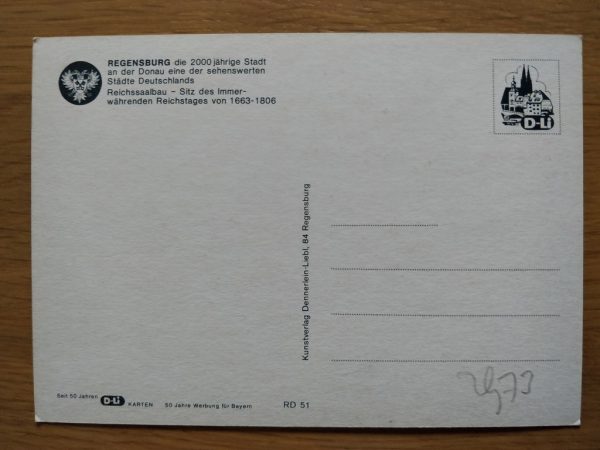 REGENSBURG die 2000 jährige Stadt
an der Donau eine der sehenswerten
Städte Deutschlands
Reichssaalbau – Sitz des Immer-
währenden Reichstages von 1663-1806
D-Li
Kunstverlag Dennerlein-Liebl, 84 Regensburg
Seit 50 Jahren D-Li KARTEN 50 Jahre Werbung für Bayern RD 51